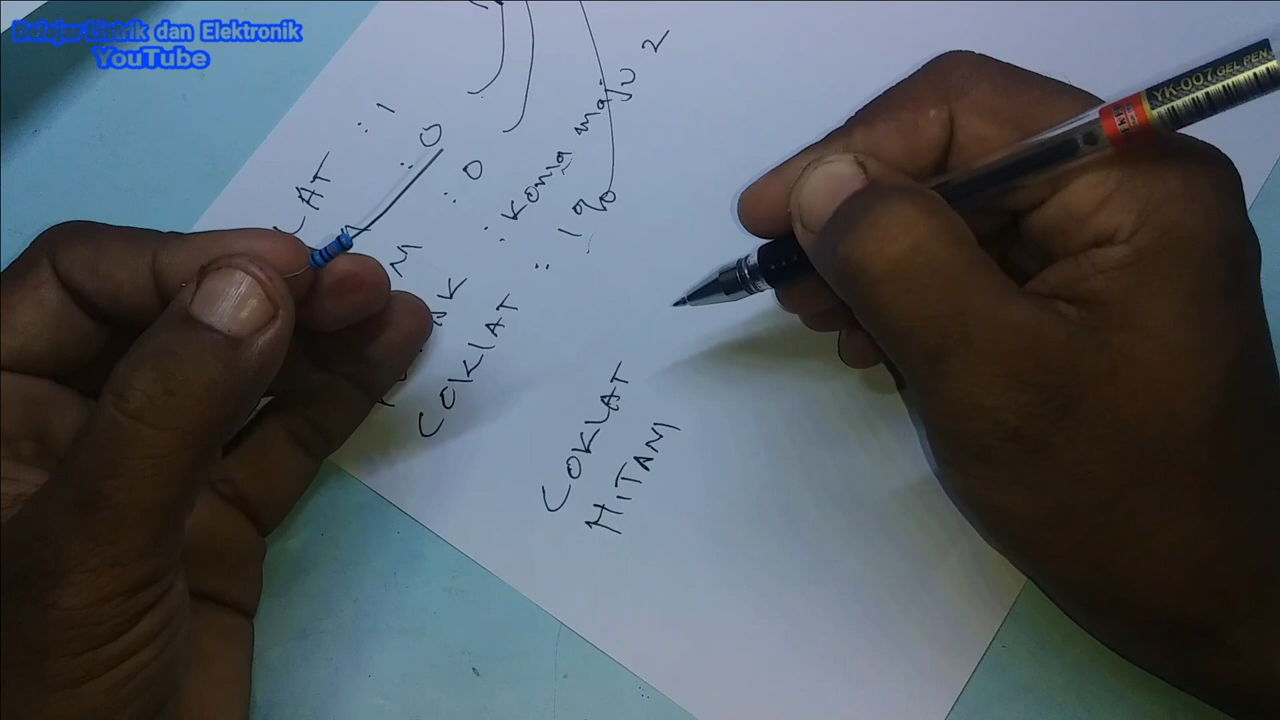 Belajar Listrik dan Elektronik
YouTube
: 1
: 0
: 0
: Koma maju 2
COKLAT : 1%
COKLAT
HITAM
YK-007 GEL PEN